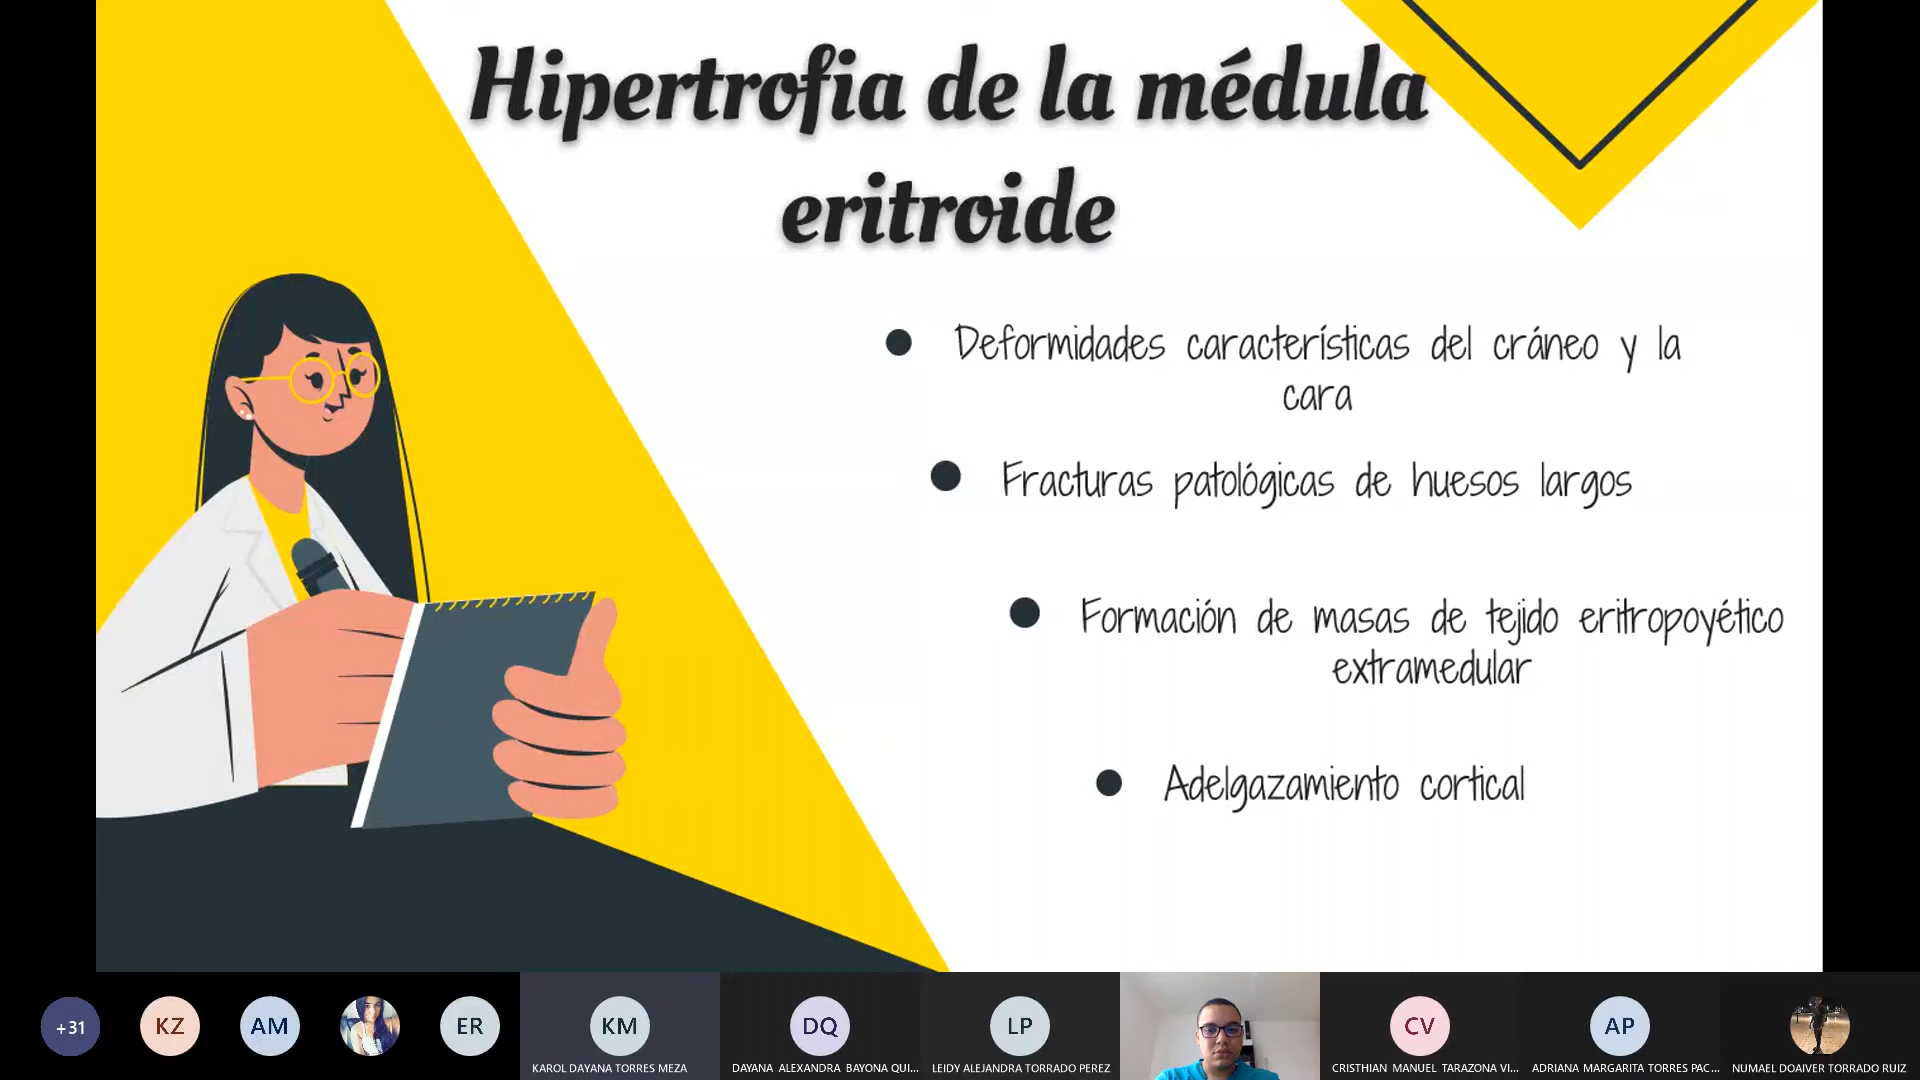 Hipertrofia de la médula
eritroide
● Deformidades características del cráneo y la
cara
● Fracturas patológicas de huesos largos
● Formación de masas de tejido eritropoyético
extramedular
● Adelgazamiento cortical
+31
KZ
AM
ER
KM
DQ
LP
CV
AP
KAROL DAYANA TORRES MEZA
DAYANA ALEXANDRA BAYONA QUI...
LEIDY ALEJANDRA TORRADO PEREZ
CRISTHIAN MANUEL TARAZONA VI...
ADRIANA MARGARITA TORRES PAC...
NUMAEL DOAIVER TORRADO RUIZ